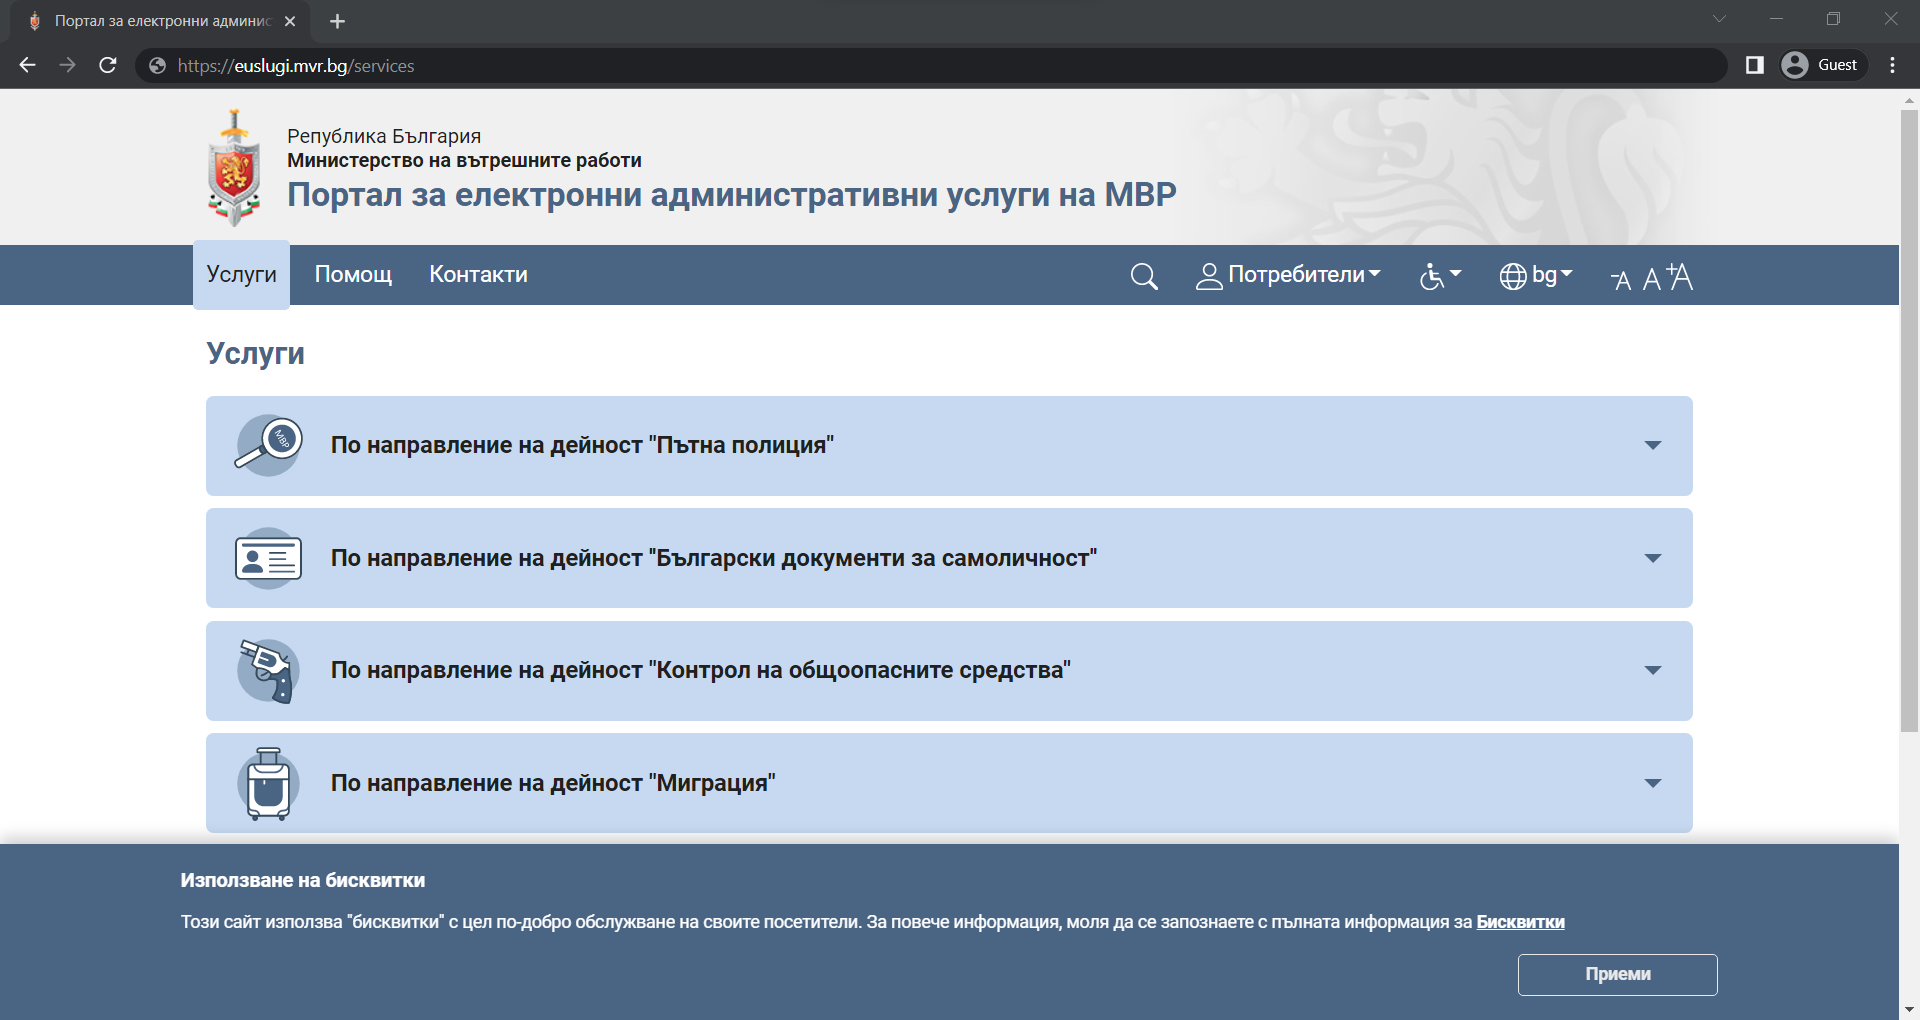 Портал за електронни админис
https://euslugi.mvr.bg/services
Guest
Република България
Министерство на вътрешните работи
Портал за електронни административни услуги на МВР
Услуги
Помощ
Контакти
Потребители
bg
-A A +A
Услуги
МВР
По направление на дейност "Пътна полиция"
По направление на дейност "Български документи за самоличност"
По направление на дейност "Контрол на общоопасните средства"
По направление на дейност "Миграция"
Използване на бисквитки
Този сайт използва "бисквитки" с цел по-добро обслужване на своите посетители. За повече информация, моля да се запознаете с пълната информация за Бисквитки
Приеми